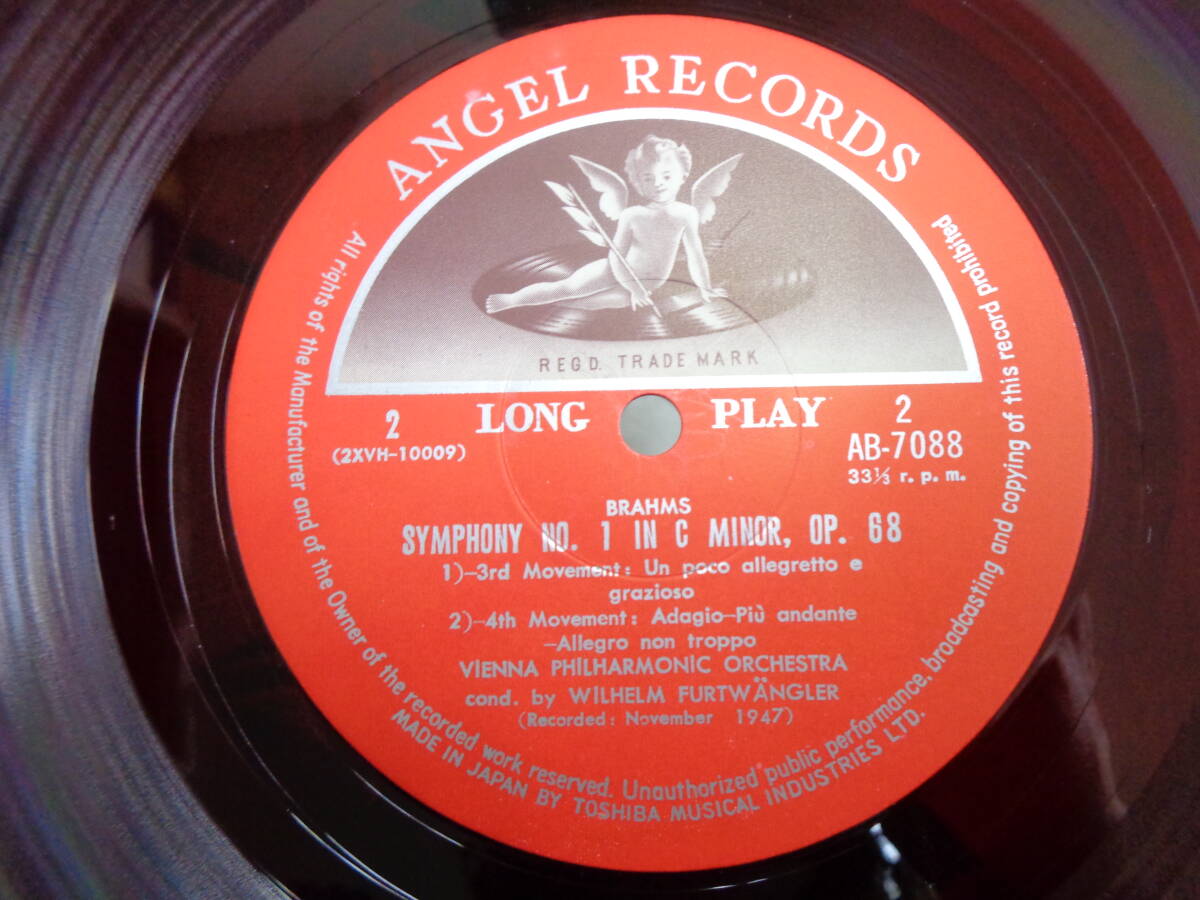 ANGEL RECORDS
REGD. TRADE MARK
2 LONG PLAY 2
(2XVH-10009)
AB-7088
33⅓ r. p. m.
BRAHMS
SYMPHONY NO. 1 IN C MINOR, OP. 68
1)-3rd Movement: Un poco allegretto e
grazioso
2)-4th Movement: Adagio-Più andante
-Allegro non troppo
VIENNA PHILHARMONIC ORCHESTRA
cond. by WILHELM FURTWÄNGLER
(Recorded: November 1947)
All rights of the Manufacturer and of the Owner of the recorded work reserved. Unauthorized public performance, broadcasting and copying of this record prohibited
MADE IN JAPAN BY TOSHIBA MUSICAL INDUSTRIES LTD.